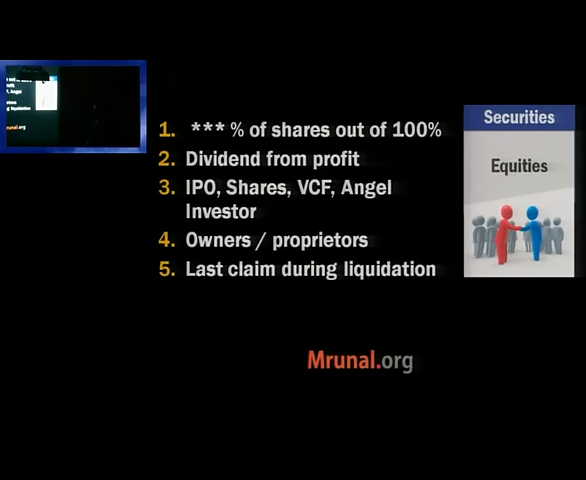 1. *** % of shares out of 100%
2. Dividend from profit
3. IPO, Shares, VCF, Angel
Investor
4. Owners / proprietors
5. Last claim during liquidation
Securities
Equities
Mrunal.org